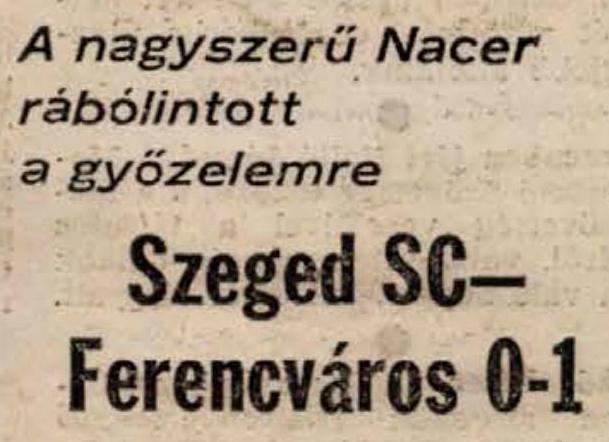 A nagyszerű Nacer
rábólintott
a győzelemre
Szeged SC—
Ferencváros 0-1